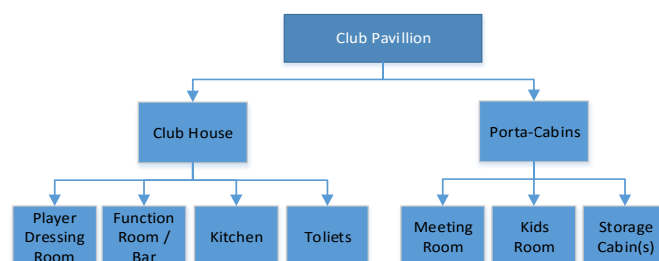 Club Pavillion
Club House
Porta-Cabins
Player
Dressing
Room
Function
Room /
Bar
Kitchen
Toliets
Meeting
Room
Kids
Room
Storage
Cabin(s)